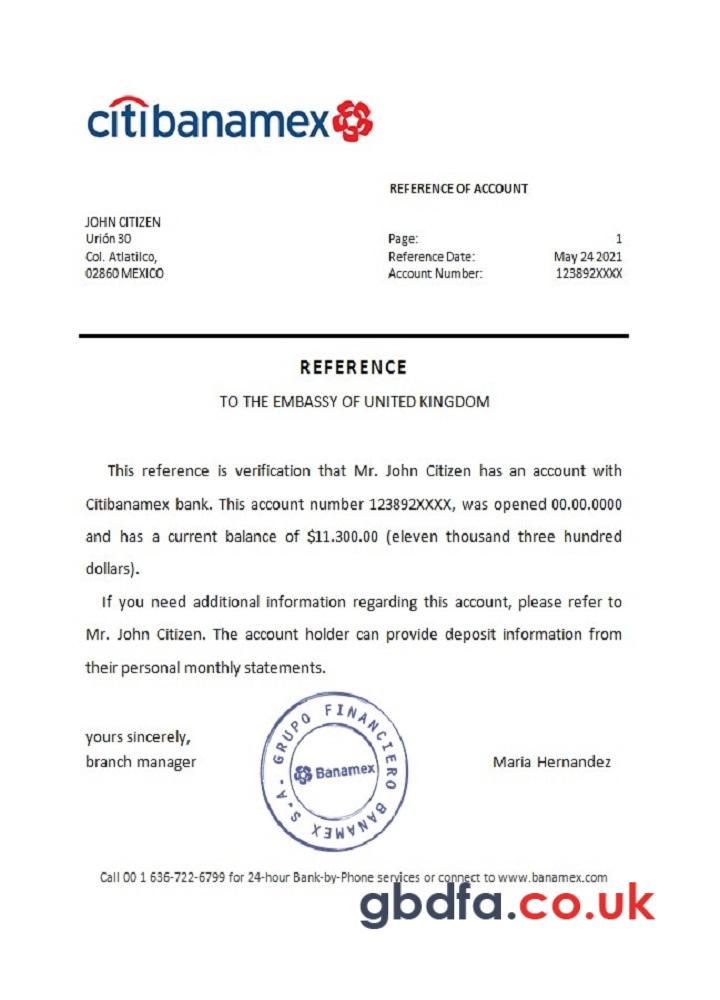 citibanamex
REFERENCE OF ACCOUNT
JOHN CITIZEN
Urión 30
Col. Atlatilco,
02860 MEXICO
Page: 1
Reference Date: May 24 2021
Account Number: 123892XXXX
REFERENCE
TO THE EMBASSY OF UNITED KINGDOM
This reference is verification that Mr. John Citizen has an account with
Citibanamex bank. This account number 123892XXXX, was opened 00.00.0000
and has a current balance of $11.300.00 (eleven thousand three hundred
dollars).
If you need additional information regarding this account, please refer to
Mr. John Citizen. The account holder can provide deposit information from
their personal monthly statements.
yours sincerely,
branch manager
GRUPO FINANCIERO BANAMEX S.A.
Banamex
Maria Hernandez
Call 00 1 636-722-6799 for 24-hour Bank-by-Phone services or connect to www.banamex.com
gbdfa.co.uk